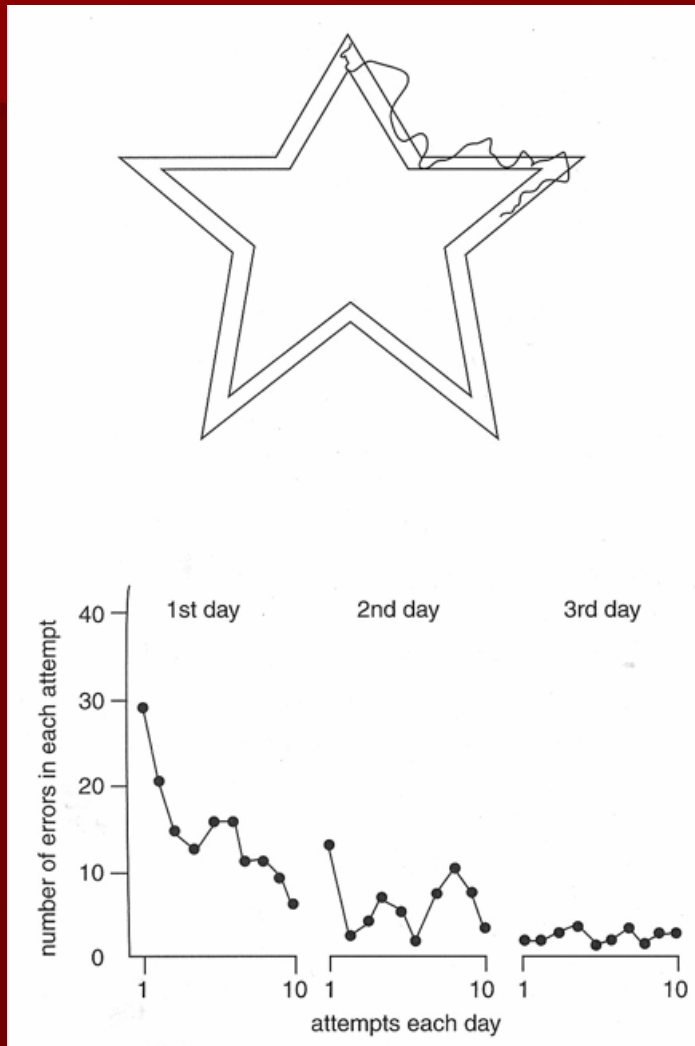 40
1st day
2nd day
3rd day
30
20
10
0
number of errors in each attempt
1
10
1
10
1
10
attempts each day